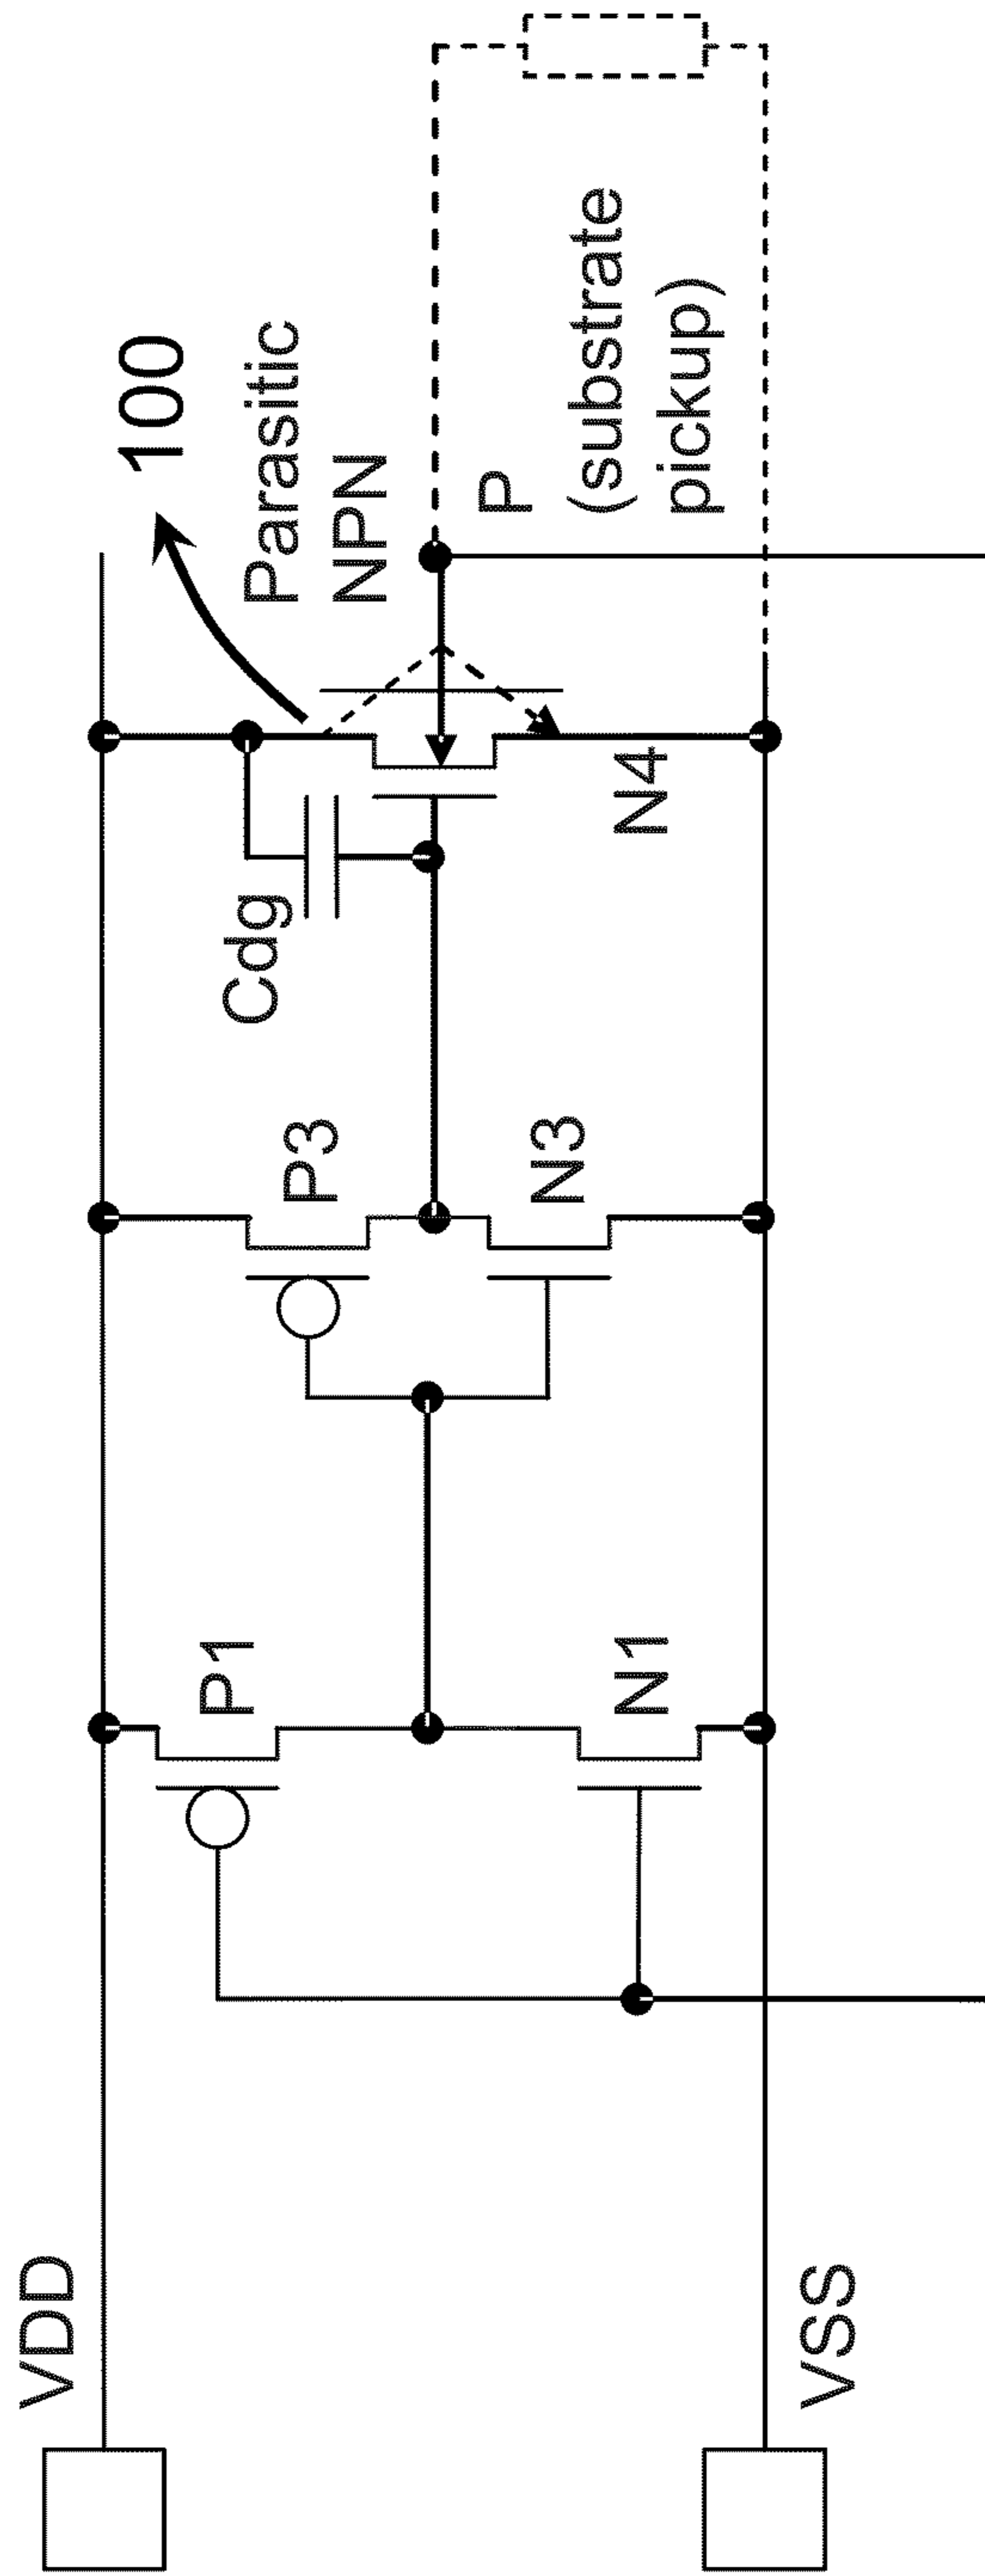 VDD
P1
P3
Cdg
100
Parasitic
NPN
P
(substrate
pickup)
N1
N3
N4
VSS